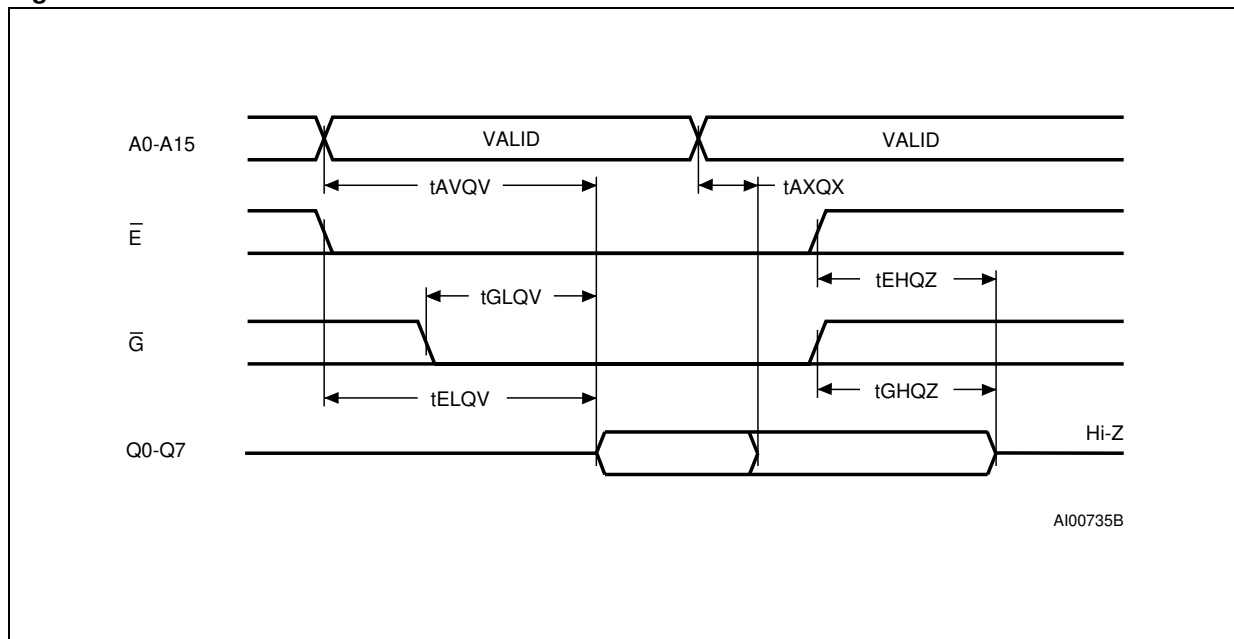 A0-A15
VALID
VALID
tAVQV
tAXQX
E̅
tEHQZ
tGLQV
G̅
tGHQZ
tELQV
Hi-Z
Q0-Q7
AI00735B